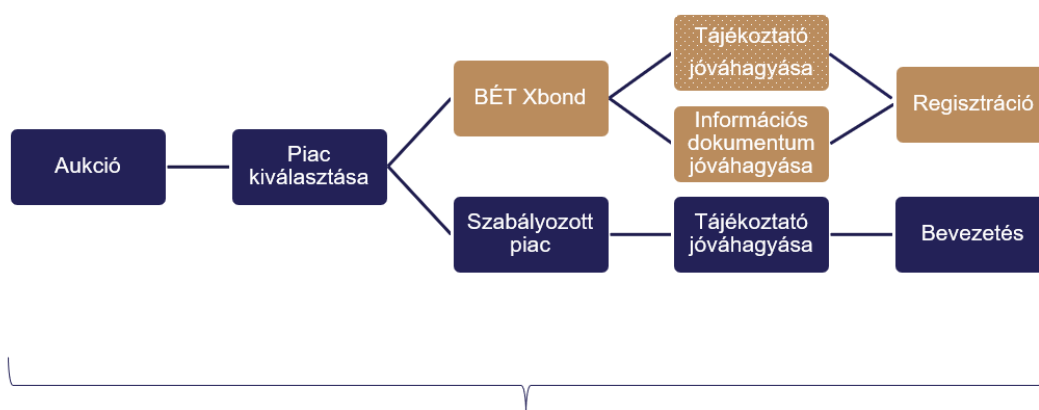 Aukció
Piac
kiválasztása
BÉT Xbond
Tájékoztató
jóváhagyása
Információs
dokumentum
jóváhagyása
Regisztráció
Szabályozott
piac
Tájékoztató
jóváhagyása
Bevezetés